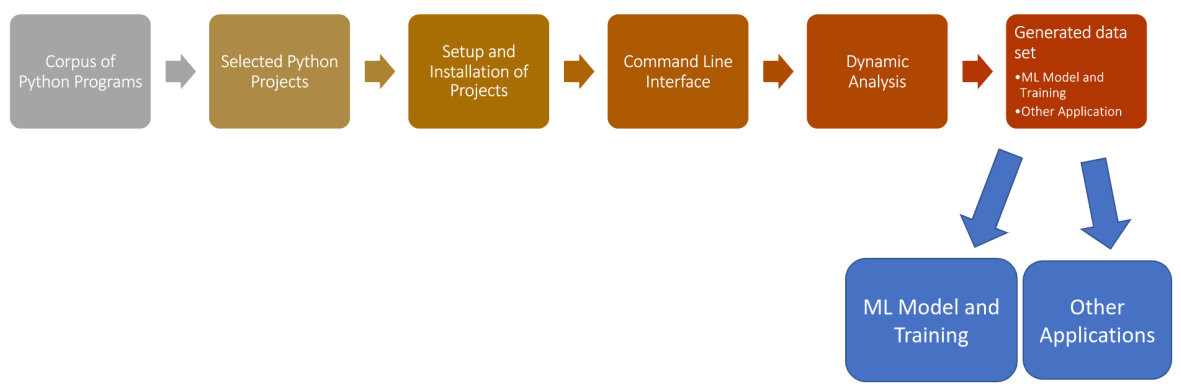 Corpus of
Python Programs
Selected Python
Projects
Setup and
Installation of
Projects
Command Line
Interface
Dynamic
Analysis
Generated data
set
•ML Model and
Training
•Other Application
ML Model and
Training
Other
Applications